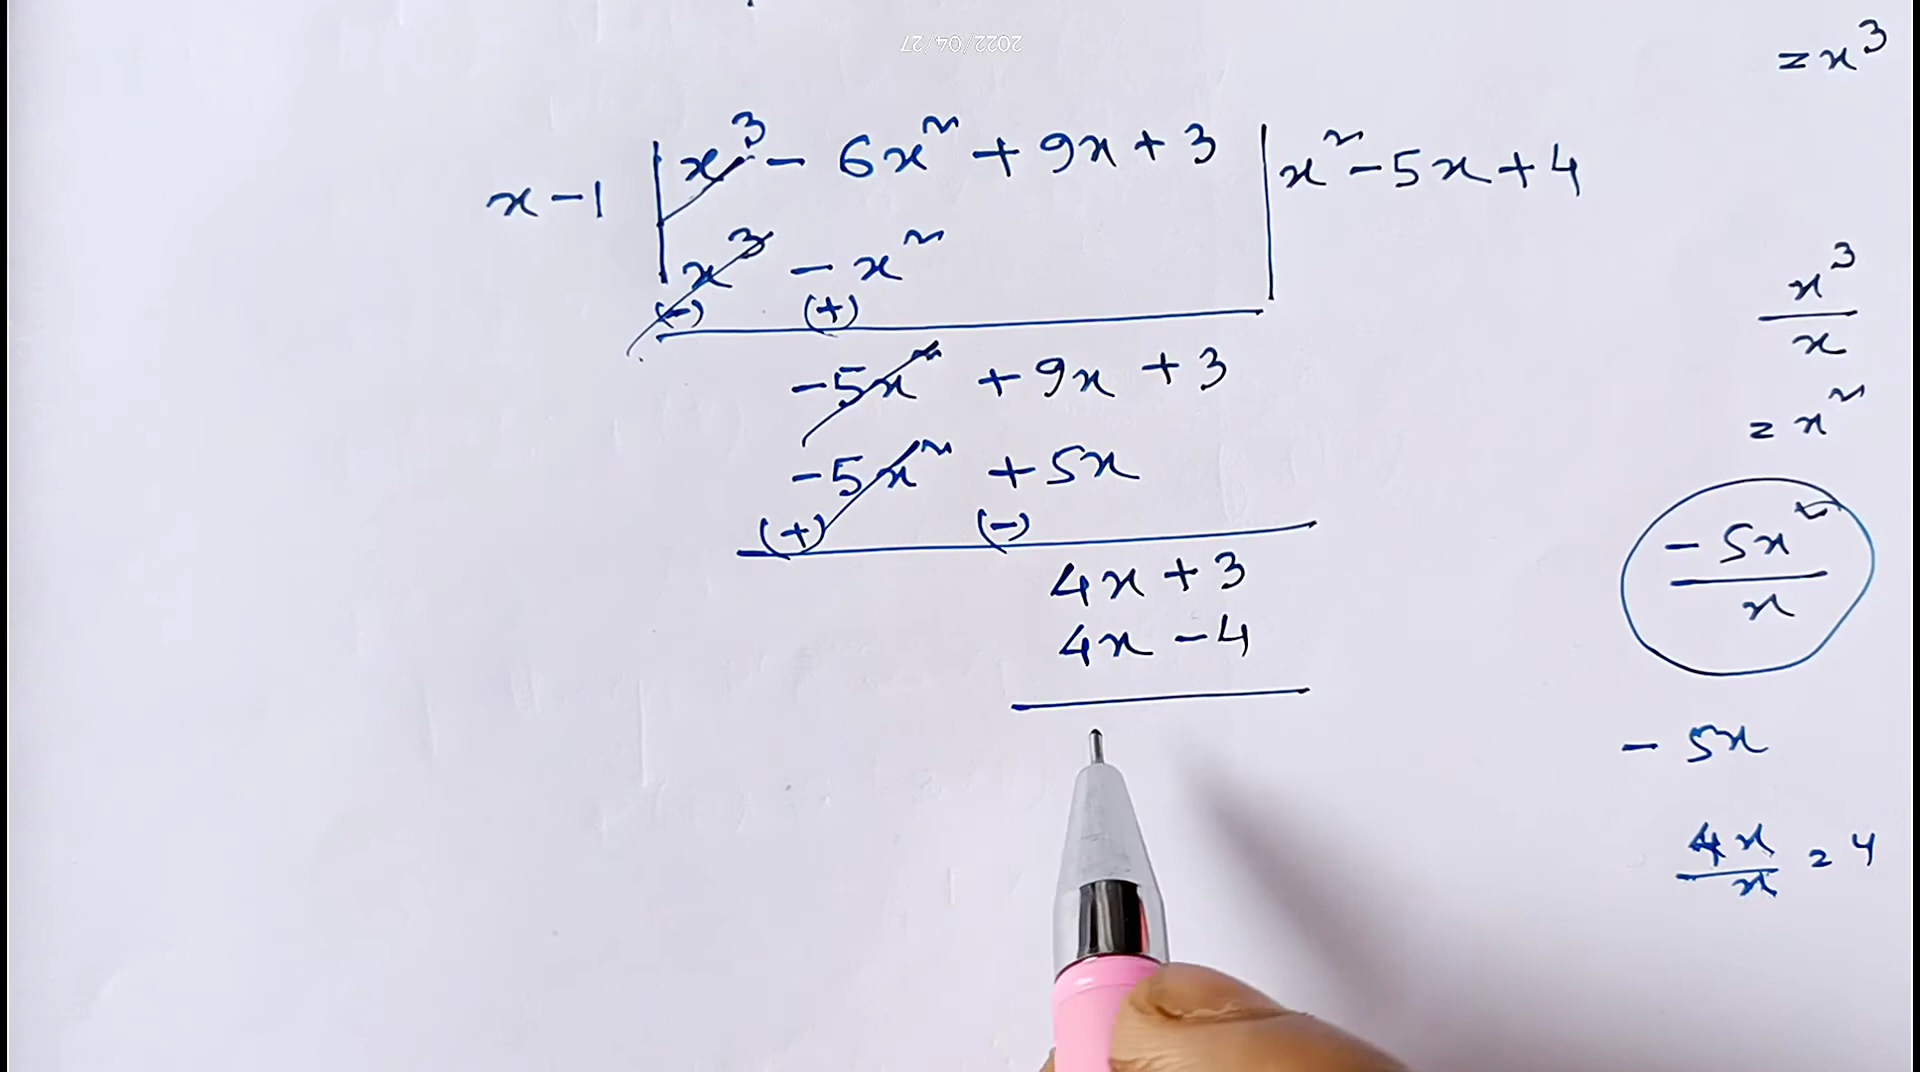 2022/04/27
= x³
x - 1 | x³ - 6x² + 9x + 3 | x² - 5x + 4
x³ - x²
(-) (+)
-5x² + 9x + 3
-5x² + 5x
(+) (-)
4x + 3
4x - 4
x³
x
= x²
-5x²
x
- 5x
4x
x
= 4